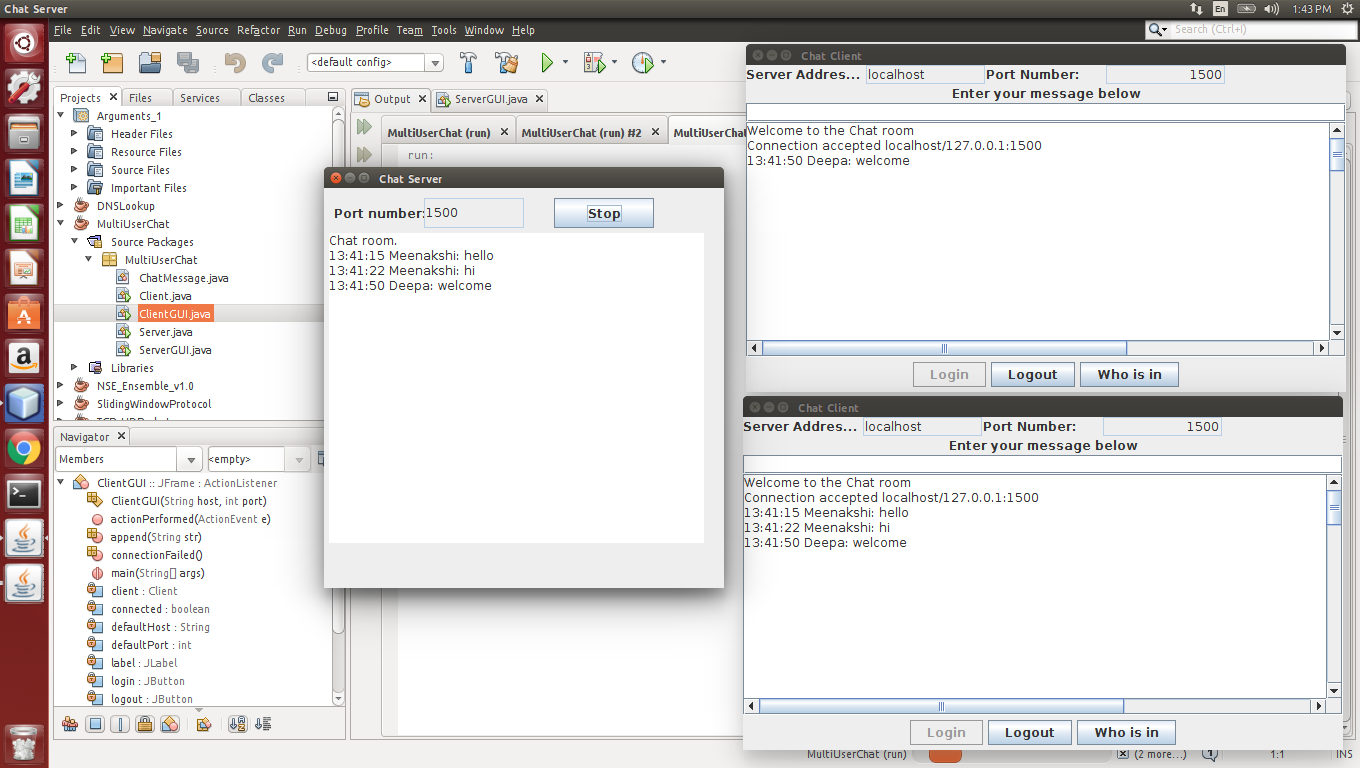 Chat Server
En
1:43 PM
File Edit View Navigate Source Refactor Run Debug Profile Team Tools Window Help
Search (Ctrl+I)
<default config>
Projects
Files
Services
Classes
Arguments_1
Header Files
Resource Files
Source Files
Important Files
DNSLookup
MultiUserChat
Source Packages
MultiUserChat
ChatMessage.java
Client.java
ClientGUI.java
Server.java
ServerGUI.java
Libraries
NSE_Ensemble_v1.0
SlidingWindowProtocol
Navigator
Members
<empty>
ClientGUI :: JFrame : ActionListener
ClientGUI(String host, int port)
actionPerformed(ActionEvent e)
append(String str)
connectionFailed()
main(String[] args)
client : Client
connected : boolean
defaultHost : String
defaultPort : int
label : JLabel
login : JButton
logout : JButton
Output
ServerGUI.java
MultiUserChat (run)
MultiUserChat (run) #2
MultiUserChat
run:
Chat Server
Port number:
1500
Stop
Chat room.
13:41:15 Meenakshi: hello
13:41:22 Meenakshi: hi
13:41:50 Deepa: welcome
Chat Client
Server Addres... localhost Port Number: 1500
Enter your message below
Welcome to the Chat room
Connection accepted localhost/127.0.0.1:1500
13:41:50 Deepa: welcome
Login Logout Who is in
Chat Client
Server Addres... localhost Port Number: 1500
Enter your message below
Welcome to the Chat room
Connection accepted localhost/127.0.0.1:1500
13:41:15 Meenakshi: hello
13:41:22 Meenakshi: hi
13:41:50 Deepa: welcome
Login Logout Who is in
MultiUserChat (run)
(2 more...)
1:1
INS